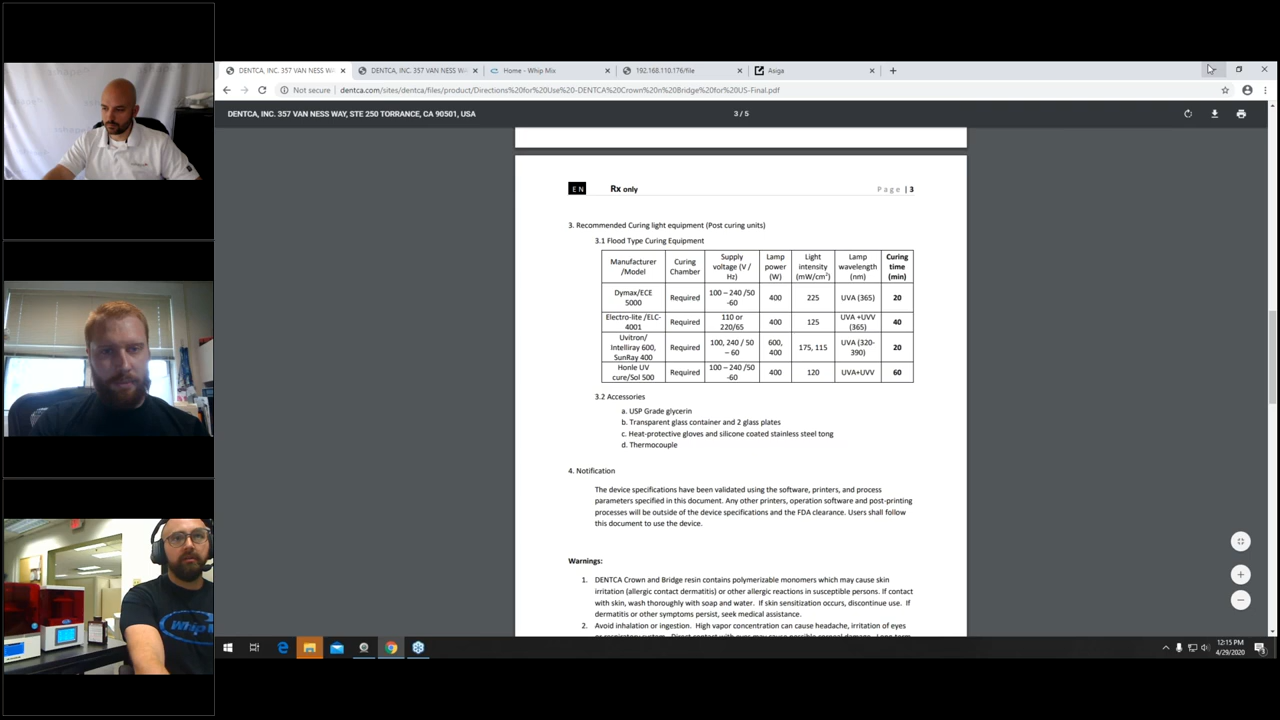 DENTCA, INC. 357 VAN NESS W
DENTCA, INC. 357 VAN NESS WA
Home - Whip Mix
192.168.110.176/file
Asiga
Not secure | dentca.com/sites/dentca/files/product/Directions%20for%20Use%20-DENTCA%20Crown%20n%20Bridge%20for%20US-Final.pdf
DENTCA, INC. 357 VAN NESS WAY, STE 250 TORRANCE, CA 90501, USA
3 / 5
EN
Rx only
Page | 3
3. Recommended Curing light equipment (Post curing units)
3.1 Flood Type Curing Equipment
Manufacturer /Model | Curing Chamber | Supply voltage (V / Hz) | Lamp power (W) | Light intensity (mW/cm²) | Lamp wavelength (nm) | Curing time (min)
Dymax/ECE 5000 | Required | 100 – 240 /50 -60 | 400 | 225 | UVA (365) | 20
Electro-lite /ELC-4001 | Required | 110 or 220/65 | 400 | 125 | UVA +UVV (365) | 40
Uvitron/ Intelliray 600, SunRay 400 | Required | 100, 240 / 50 – 60 | 600, 400 | 175, 115 | UVA (320-390) | 20
Honle UV cure/Sol 500 | Required | 100 – 240 /50 -60 | 400 | 120 | UVA+UVV | 60
3.2 Accessories
a. USP Grade glycerin
b. Transparent glass container and 2 glass plates
c. Heat-protective gloves and silicone coated stainless steel tong
d. Thermocouple
4. Notification
The device specifications have been validated using the software, printers, and process
parameters specified in this document. Any other printers, operation software and post-printing
processes will be outside of the device specifications and the FDA clearance. Users shall follow
this document to use the device.
Warnings:
1. DENTCA Crown and Bridge resin contains polymerizable monomers which may cause skin
irritation (allergic contact dermatitis) or other allergic reactions in susceptible persons. If contact
with skin, wash thoroughly with soap and water. If skin sensitization occurs, discontinue use. If
dermatitis or other symptoms persist, seek medical assistance.
2. Avoid inhalation or ingestion. High vapor concentration can cause headache, irritation of eyes
12:15 PM
4/29/2020